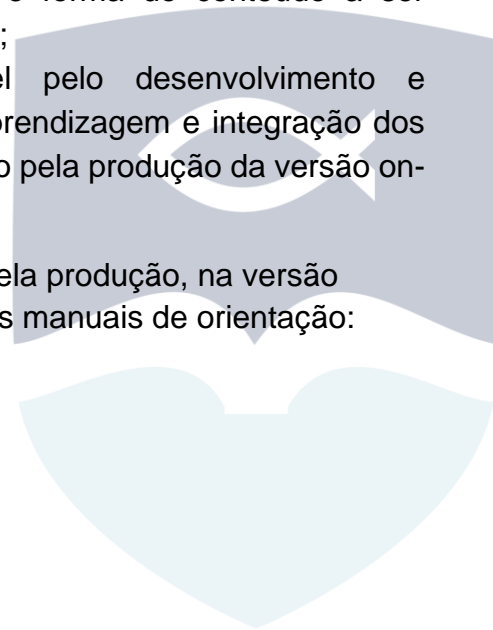 forma do conteúdo a ser
;
el pelo desenvolvimento e
prendizagem e integração dos
o pela produção da versão on-
ela produção, na versão
s manuais de orientação: